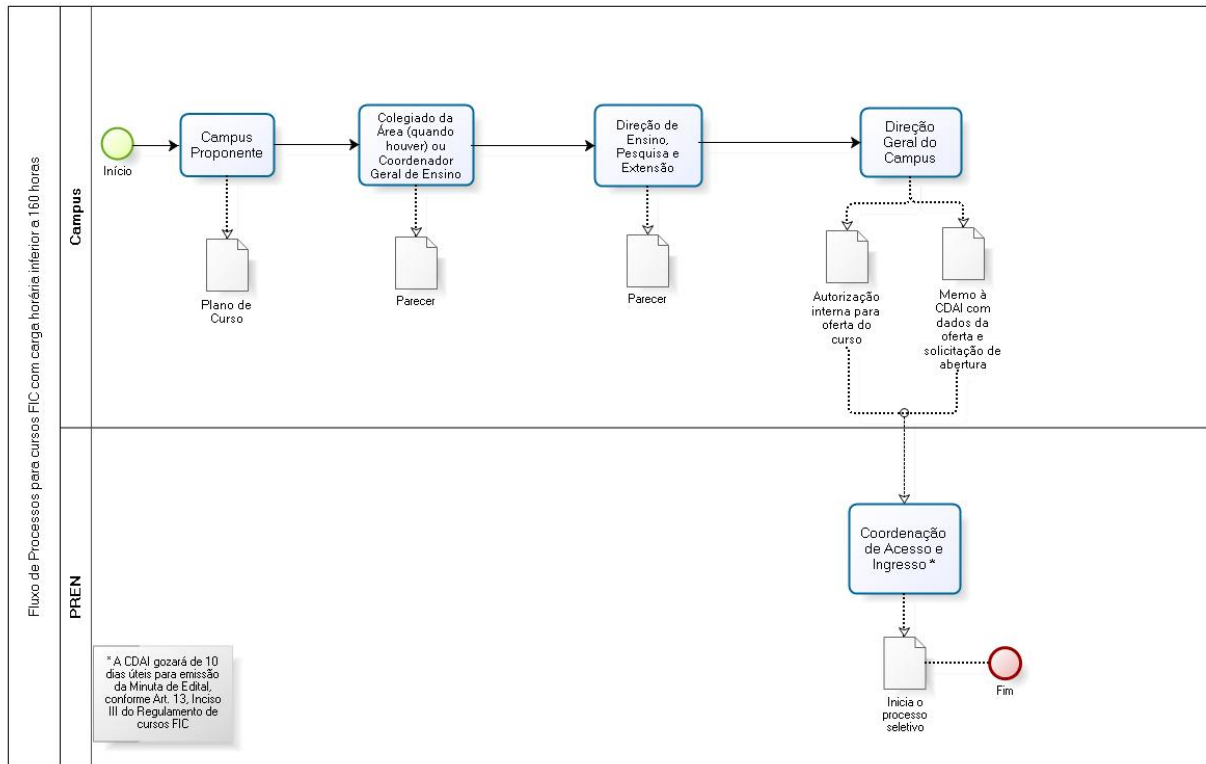 Fluxo de Processos para cursos FIC com carga horária inferior a 160 horas
Campus
Início
Campus
Proponente
Plano de
Curso
Colegiado da
Área (quando
houver) ou
Coordenador
Geral de Ensino
Parecer
Direção de
Ensino,
Pesquisa e
Extensão
Parecer
Direção
Geral do
Campus
Autorização
interna para
oferta do
curso
Memo à
CDAI com
dados da
oferta e
solicitação de
abertura
PREN
Coordenação
de Acesso e
Ingresso *
Inicia o
processo
seletivo
Fim
* A CDAI gozará de 10
dias úteis para emissão
da Minuta de Edital,
conforme Art. 13, Inciso
III do Regulamento de
cursos FIC